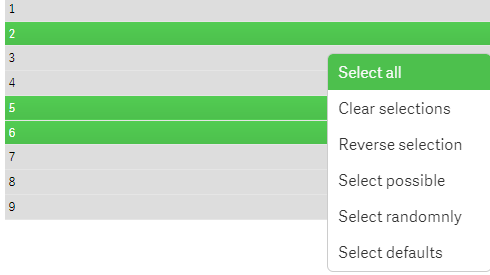 1
2
3
4
5
6
7
8
9
Select all
Clear selections
Reverse selection
Select possible
Select randomnly
Select defaults